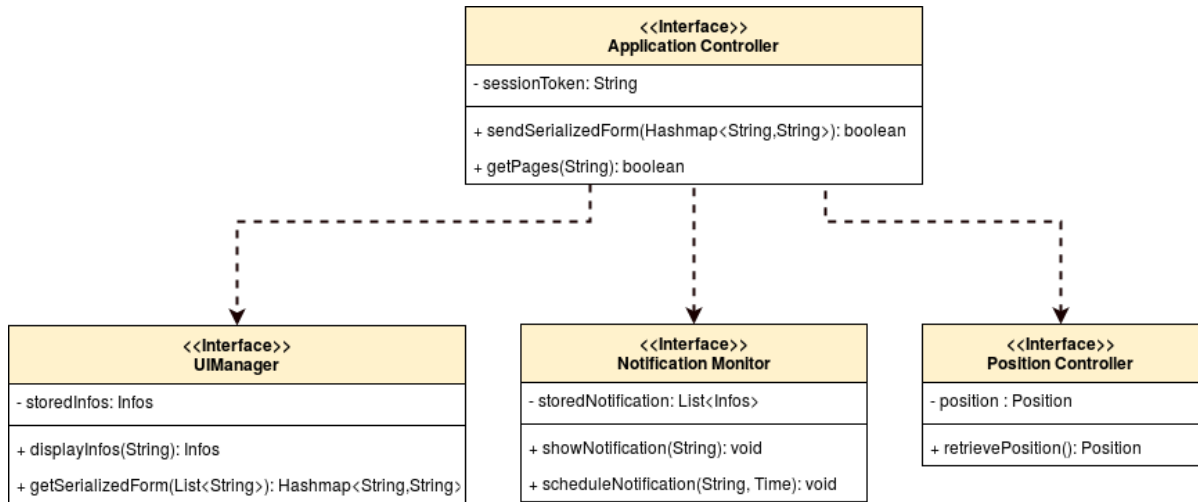 <<Interface>>
Application Controller
- sessionToken: String
+ sendSerializedForm(Hashmap<String,String>): boolean
+ getPages(String): boolean
<<Interface>>
UIManager
- storedInfos: Infos
+ displayInfos(String): Infos
+ getSerializedForm(List<String>): Hashmap<String,String>
<<Interface>>
Notification Monitor
- storedNotification: List<Infos>
+ showNotification(String): void
+ scheduleNotification(String, Time): void
<<Interface>>
Position Controller
- position : Position
+ retrievePosition(): Position